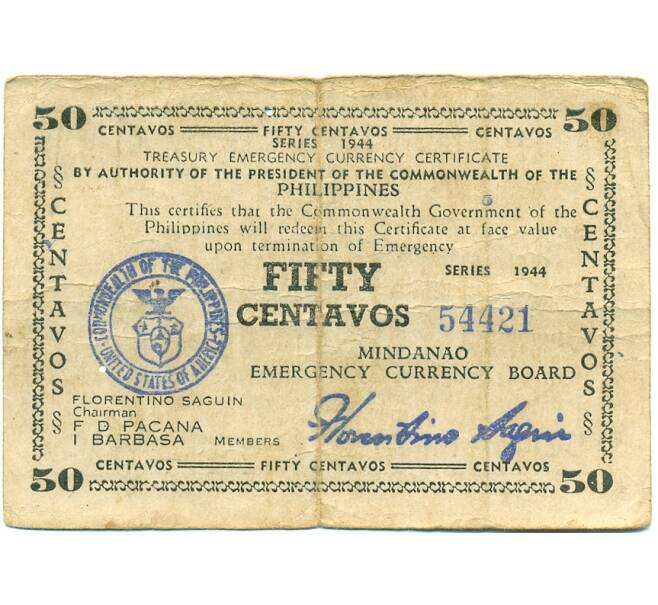 50 50
CENTAVOS FIFTY CENTAVOS CENTAVOS
SERIES 1944
TREASURY EMERGENCY CURRENCY CERTIFICATE
BY AUTHORITY OF THE PRESIDENT OF THE COMMONWEALTH OF THE
PHILIPPINES
This certifies that the Commonwealth Government of the
Philippines will redeem this Certificate at face value
upon termination of Emergency
§ CENTAVOS §
§ CENTAVOS §
FIFTY SERIES 1944
CENTAVOS 54421
COMMONWEALTH OF THE PHILIPPINES
UNITED STATES OF AMERICA
MINDANAO
EMERGENCY CURRENCY BOARD
FLORENTINO SAGUIN
Chairman
F D PACANA
I BARBASA MEMBERS Florentino Saguin
CENTAVOS FIFTY CENTAVOS CENTAVOS
50 50